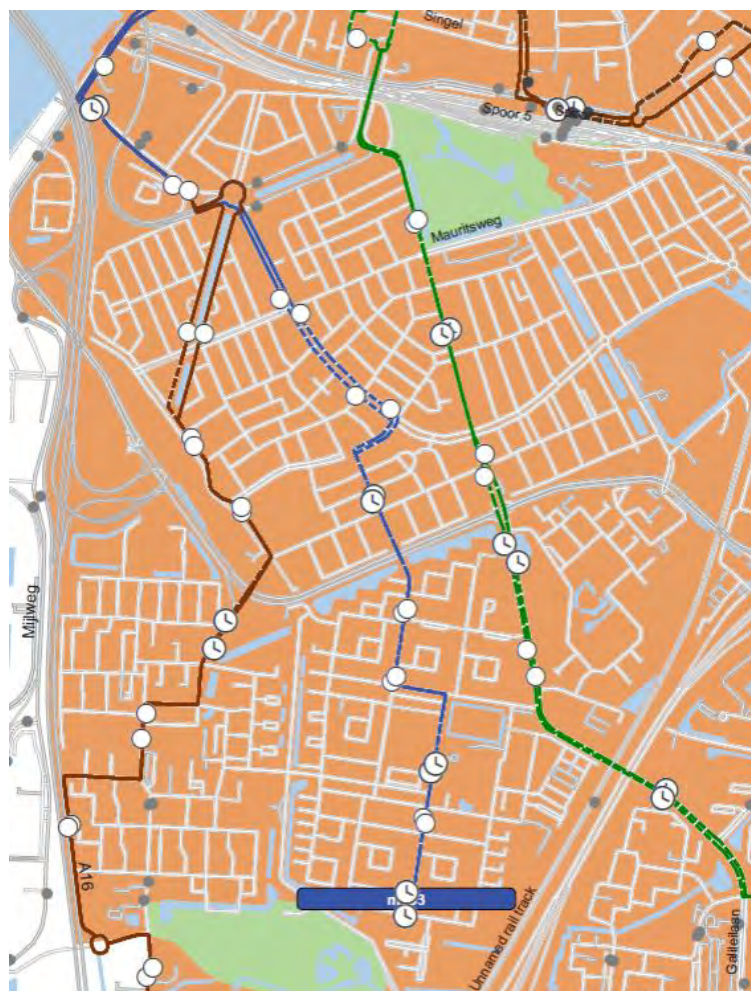 Singel
Spoor 5
Mauritsweg
Mijlweg
A16
Unnamed rail track
Galileilaan